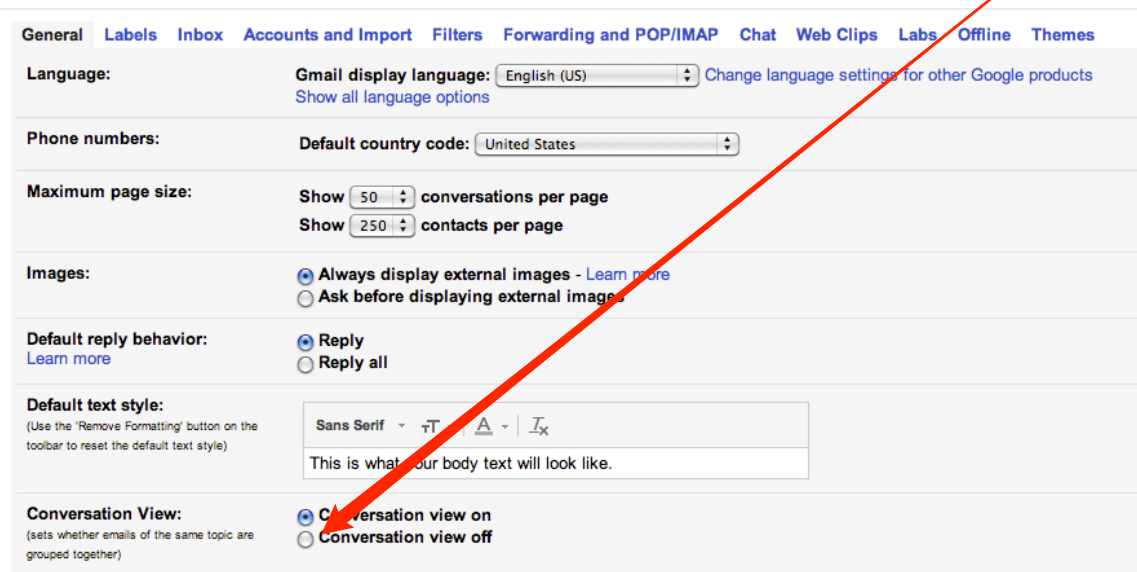 General Labels Inbox Accounts and Import Filters Forwarding and POP/IMAP Chat Web Clips Labs Offline Themes
Language: Gmail display language: English (US) Change language settings for other Google products
Show all language options
Phone numbers: Default country code: United States
Maximum page size: Show 50 conversations per page
Show 250 contacts per page
Images: Always display external images - Learn more
Ask before displaying external images
Default reply behavior: Reply
Learn more Reply all
Default text style:
(Use the 'Remove Formatting' button on the
toolbar to reset the default text style)
Sans Serif TT A Tx
This is what your body text will look like.
Conversation View: Conversation view on
(sets whether emails of the same topic are Conversation view off
grouped together)